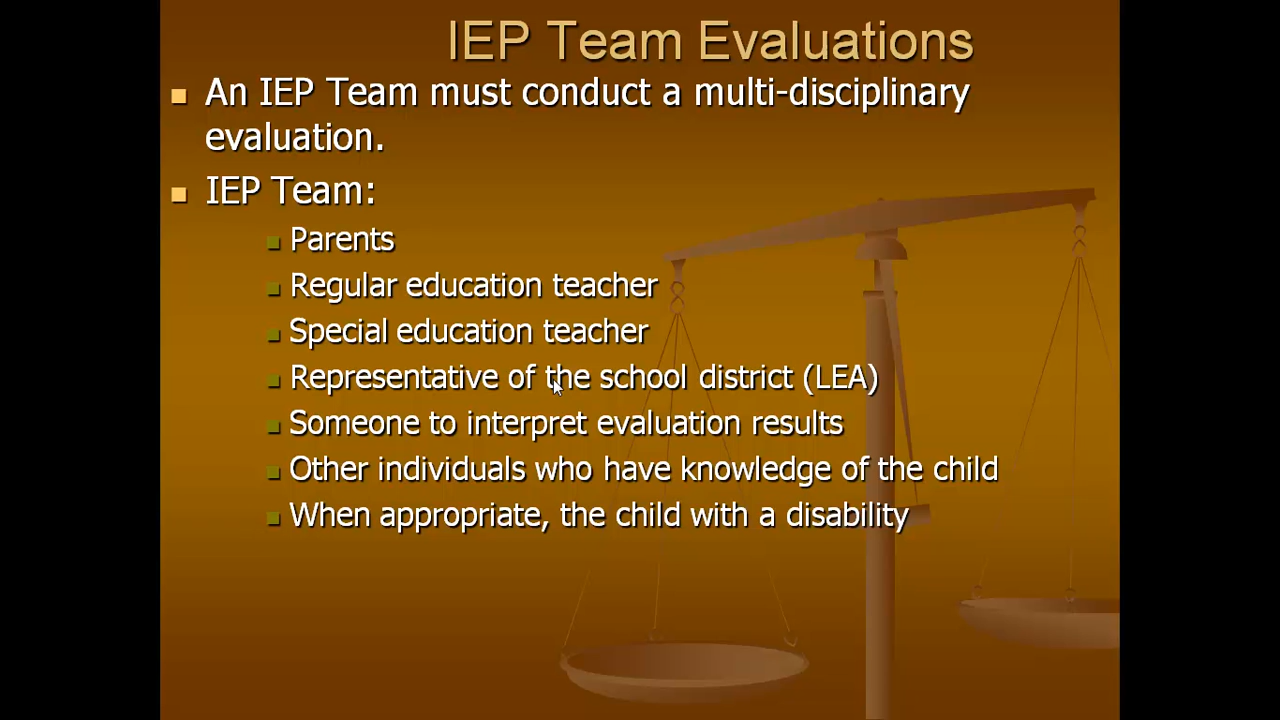 IEP Team Evaluations
An IEP Team must conduct a multi-disciplinary
evaluation.
IEP Team:
Parents
Regular education teacher
Special education teacher
Representative of the school district (LEA)
Someone to interpret evaluation results
Other individuals who have knowledge of the child
When appropriate, the child with a disability